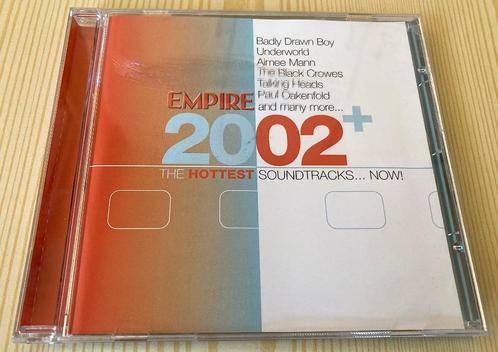 Badly Drawn Boy
Underworld
Aimee Mann
The Black Crowes
Talking Heads
Paul Oakenfold
and many more...
EMPIRE
2002+
THE HOTTEST SOUNDTRACKS... NOW!